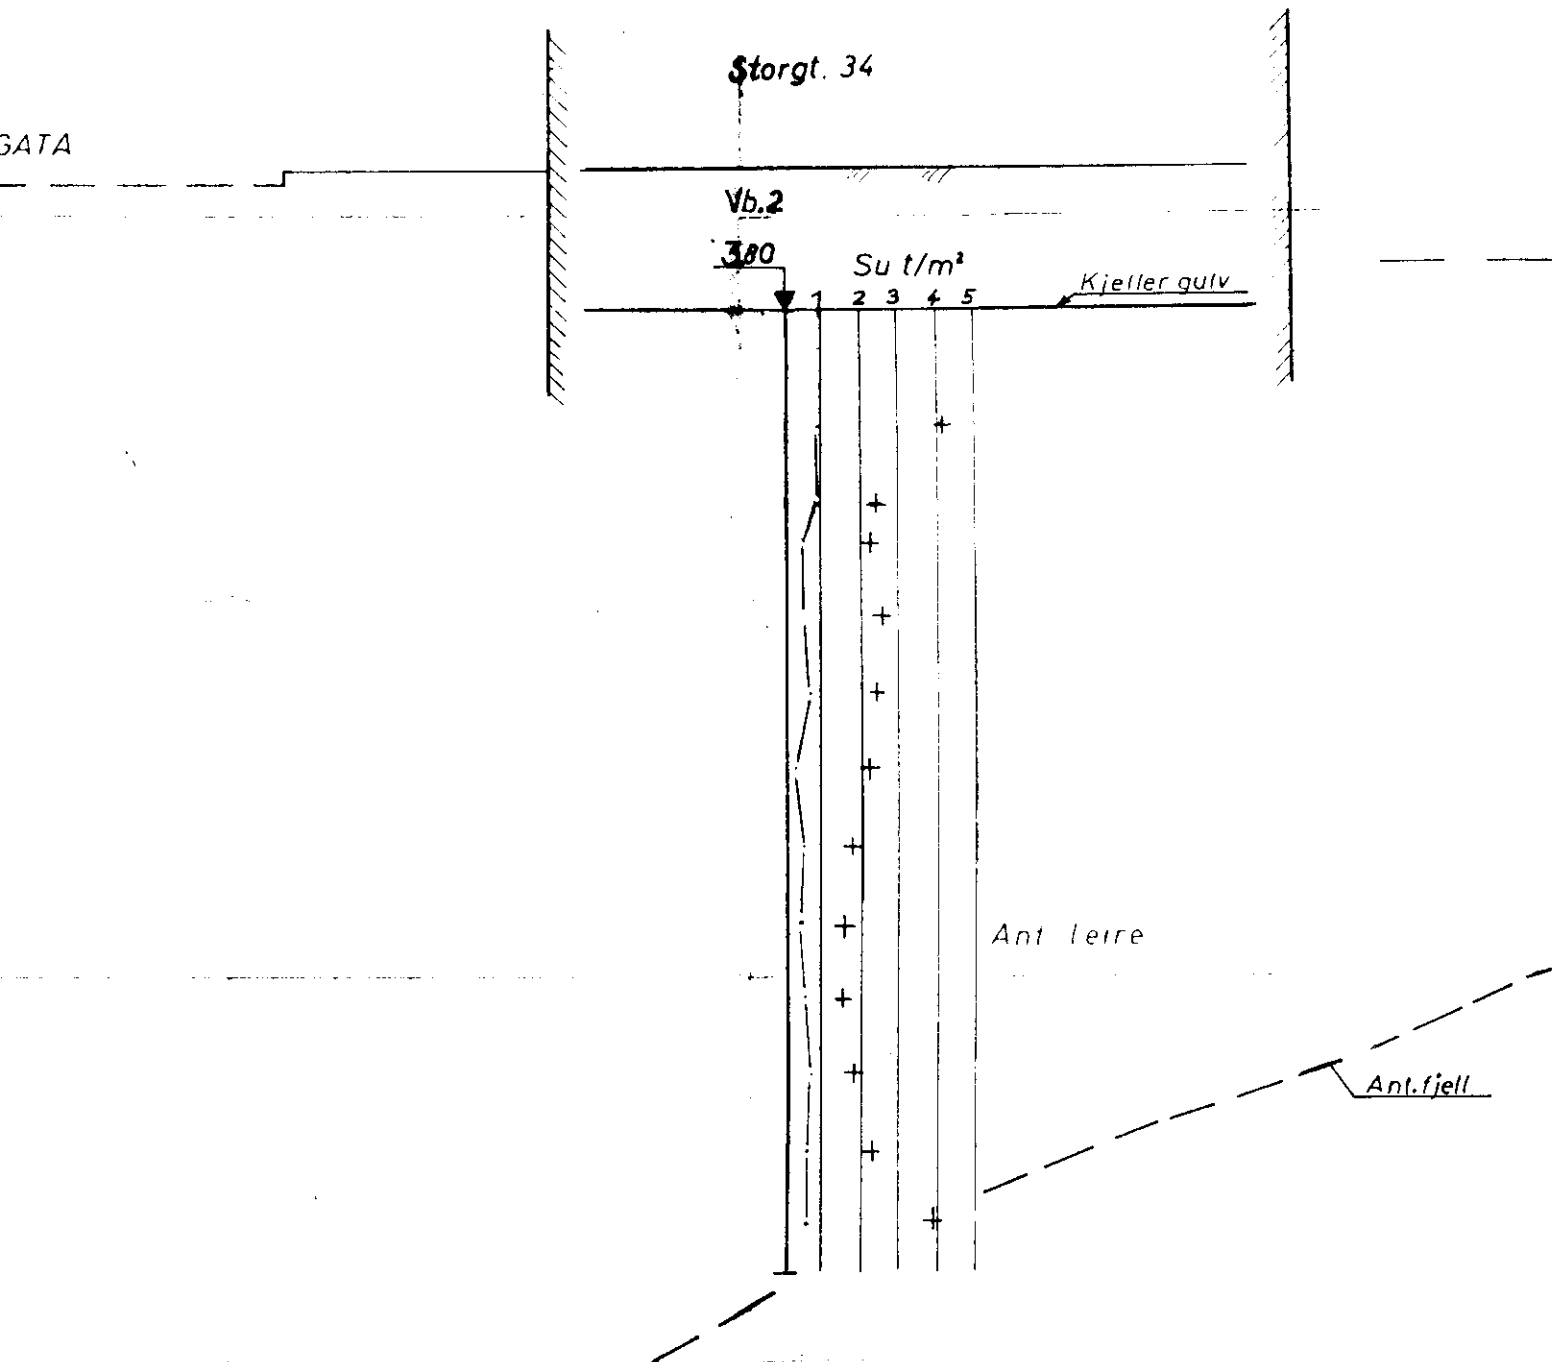 Storgt. 34
GATA
Vb.2
380
Su t/m²
1 2 3 4 5
Kjeller gulv
Ant leire
Ant. fjell